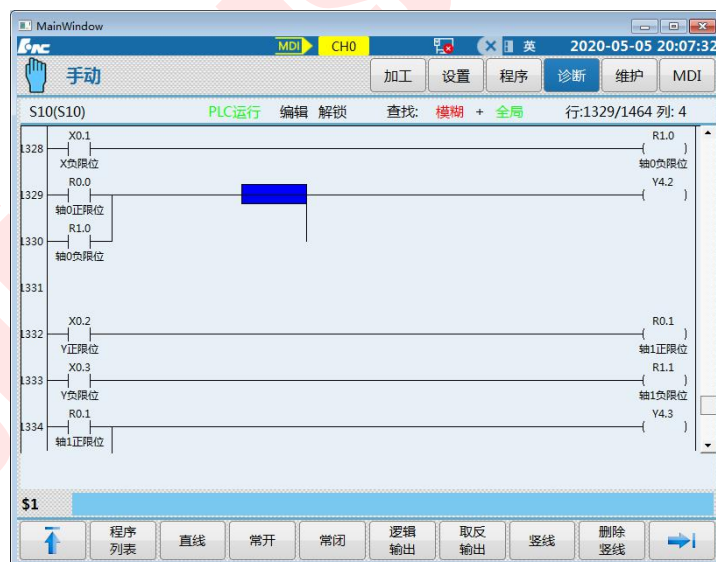 MainWindow
MDI CH0 英 2020-05-05 20:07:32
手动 加工 设置 程序 诊断 维护 MDI
S10(S10) PLC运行 编辑 解锁 查找: 模糊 + 全局 行:1329/1464 列: 4
X0.1 R1.0
1328
X负限位 轴0负限位
R0.0 Y4.2
1329
轴0正限位
R1.0
1330
轴0负限位
1331
X0.2 R0.1
1332
Y正限位 轴1正限位
X0.3 R1.1
1333
Y负限位 轴1负限位
R0.1 Y4.3
1334
轴1正限位
$1
程序 逻辑 取反 删除
列表 直线 常开 常闭 输出 输出 竖线 竖线